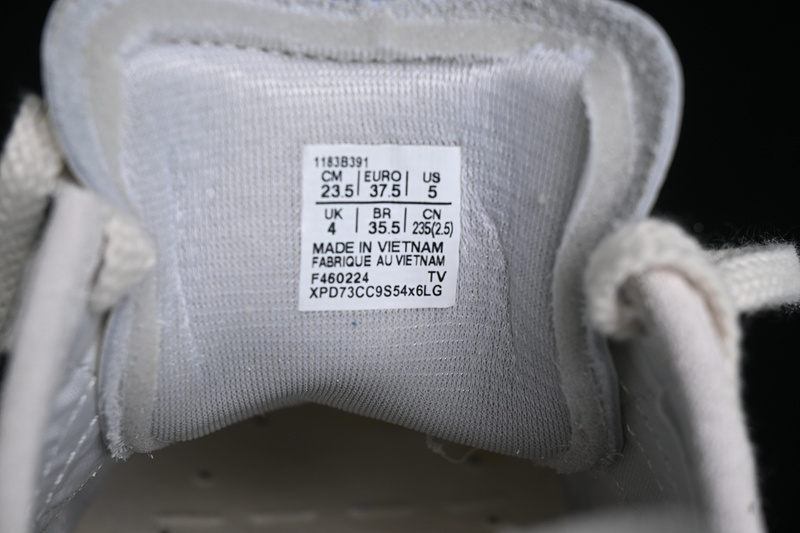 1183B391
CM EURO US
23.5 37.5 5
UK BR CN
4 35.5 235(2.5)
MADE IN VIETNAM
FABRIQUE AU VIETNAM
F460224 TV
XPD73CC9S54x6LG